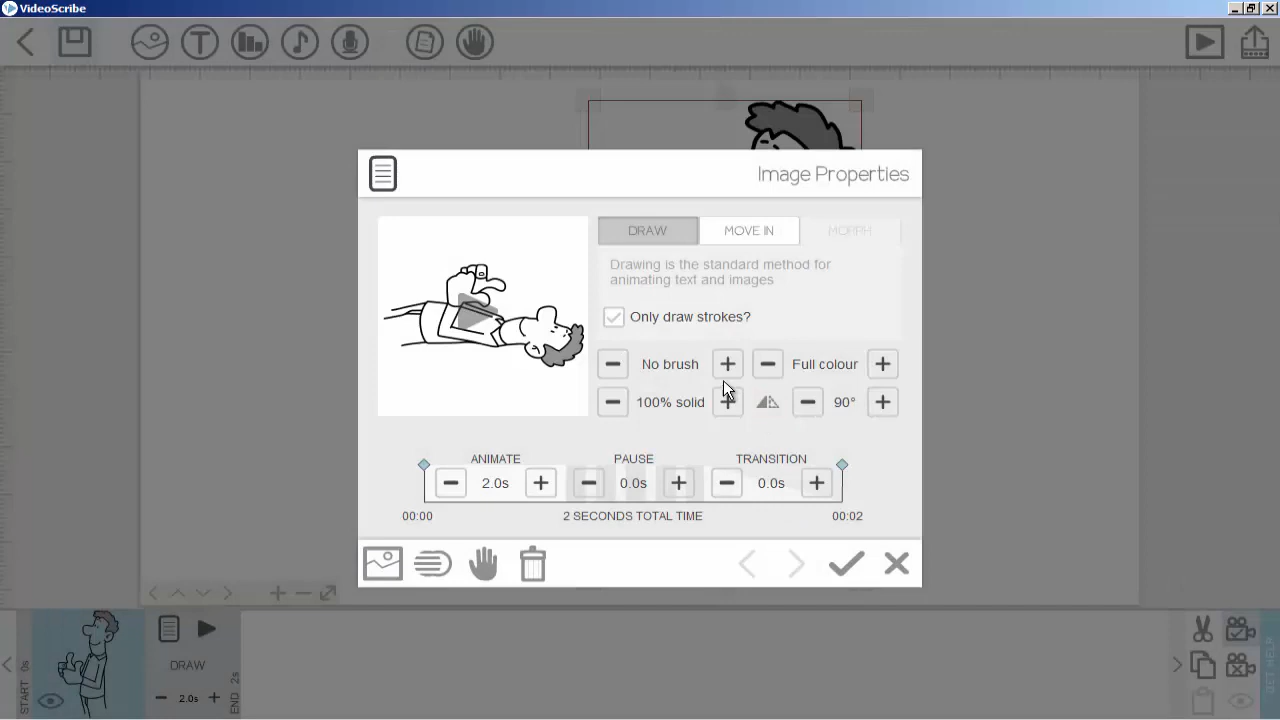 VideoScribe
Image Properties
DRAW
MOVE IN
MORPH
Drawing is the standard method for
animating text and images
Only draw strokes?
No brush
Full colour
100% solid
90°
ANIMATE
PAUSE
TRANSITION
2.0s
0.0s
0.0s
00:00
2 SECONDS TOTAL TIME
00:02
START 0s
DRAW
2.0s
END 2s
GET HELP